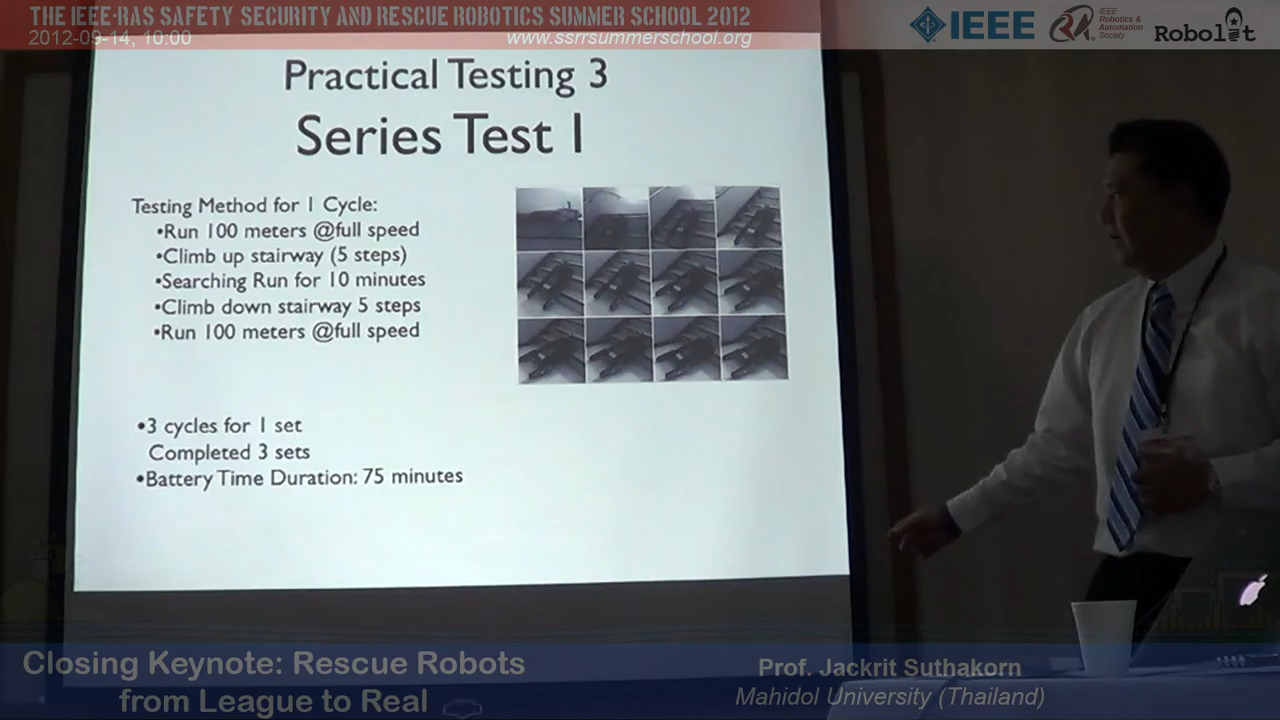 THE IEEE-RAS SAFETY SECURITY AND RESCUE ROBOTICS SUMMER SCHOOL 2012
2012-09-14, 10:00
www.ssrrsummerschool.org
IEEE
IEEE
Robotics &
Automation
Society
Robolit
Practical Testing 3
Series Test 1
Testing Method for 1 Cycle:
•Run 100 meters @full speed
•Climb up stairway (5 steps)
•Searching Run for 10 minutes
•Climb down stairway 5 steps
•Run 100 meters @full speed
•3 cycles for 1 set
Completed 3 sets
•Battery Time Duration: 75 minutes
Closing Keynote: Rescue Robots
from League to Real
Prof. Jackrit Suthakorn
Mahidol University (Thailand)